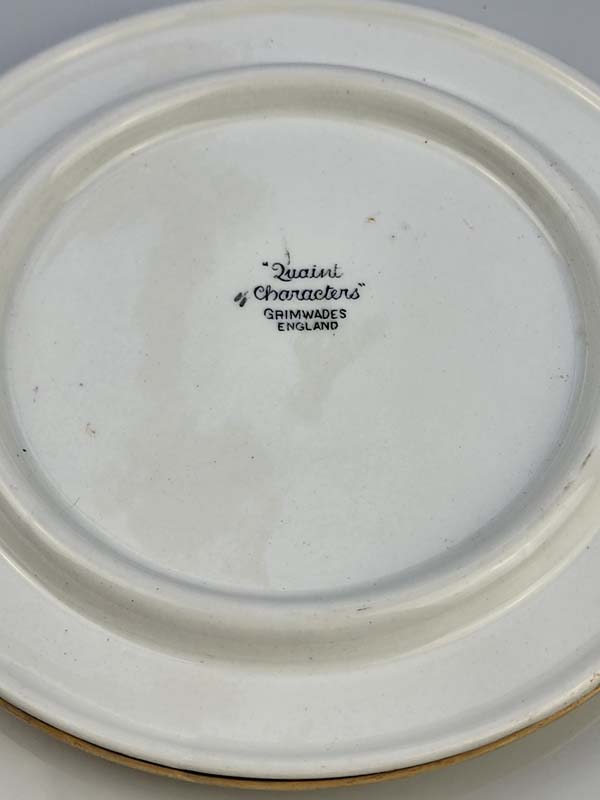 "Quaint
Characters"
GRIMWADES
ENGLAND